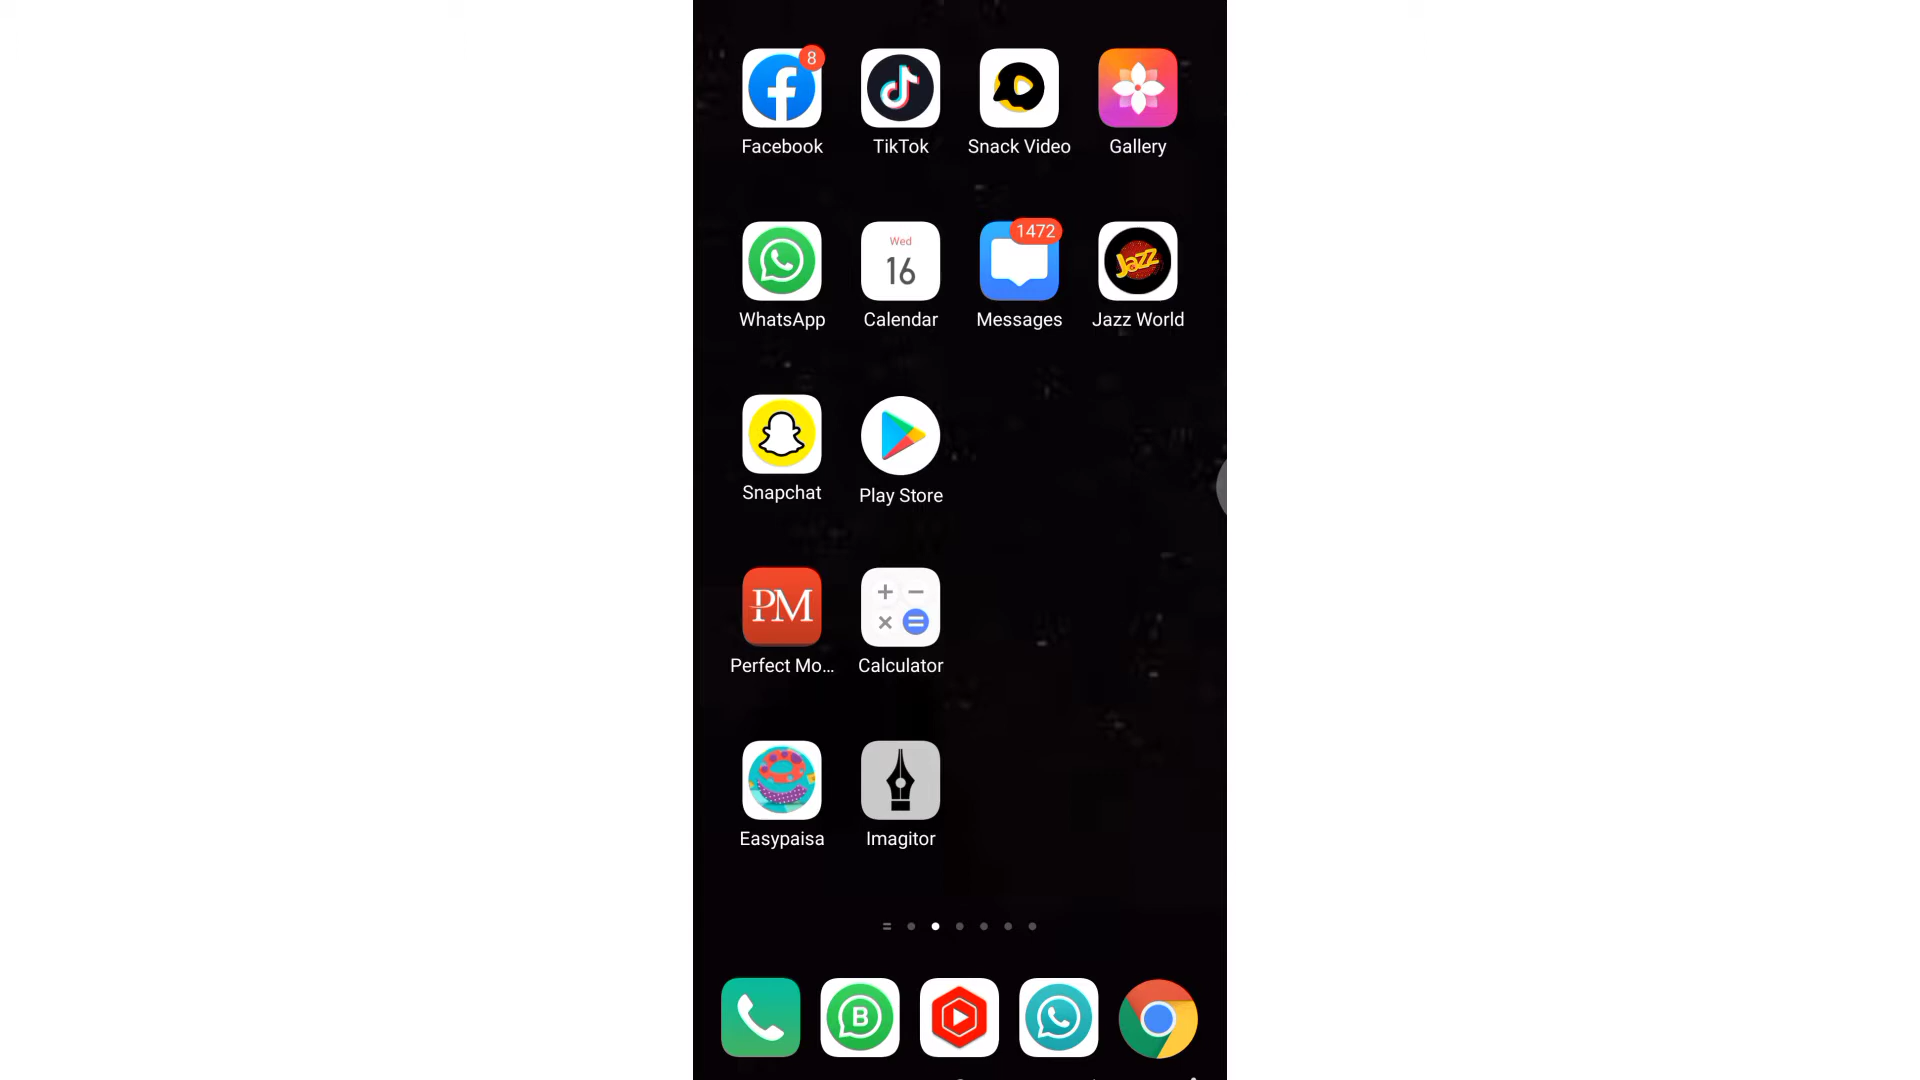 8
Facebook
TikTok
Snack Video
Gallery
Wed
16
1472
Jazz
WhatsApp
Calendar
Messages
Jazz World
Snapchat
Play Store
PM
Perfect Mo...
Calculator
Easypaisa
Imagitor
B